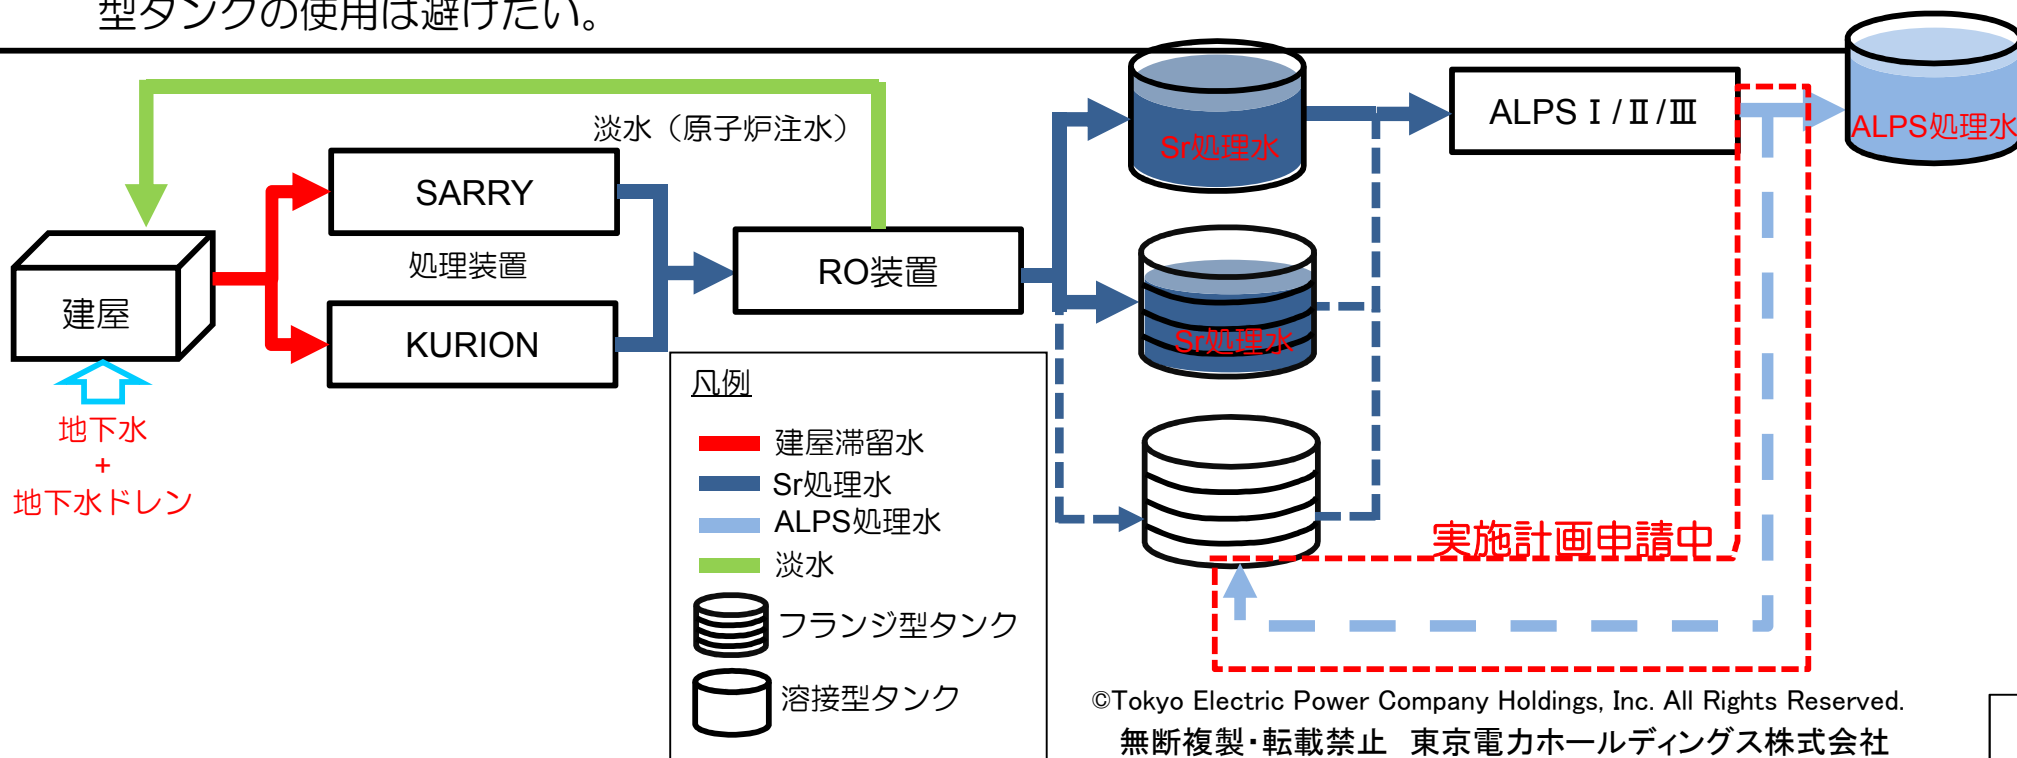 型タンクの使用は避けたい。
淡水（原子炉注水）
Sr処理水
ALPS Ⅰ/Ⅱ/Ⅲ
ALPS処理水
SARRY
処理装置
KURION
RO装置
建屋
Sr処理水
地下水
+
地下水ドレン
凡例
建屋滞留水
Sr処理水
ALPS処理水
淡水
フランジ型タンク
溶接型タンク
実施計画申請中
©Tokyo Electric Power Company Holdings, Inc. All Rights Reserved.
無断複製・転載禁止 東京電力ホールディングス株式会社